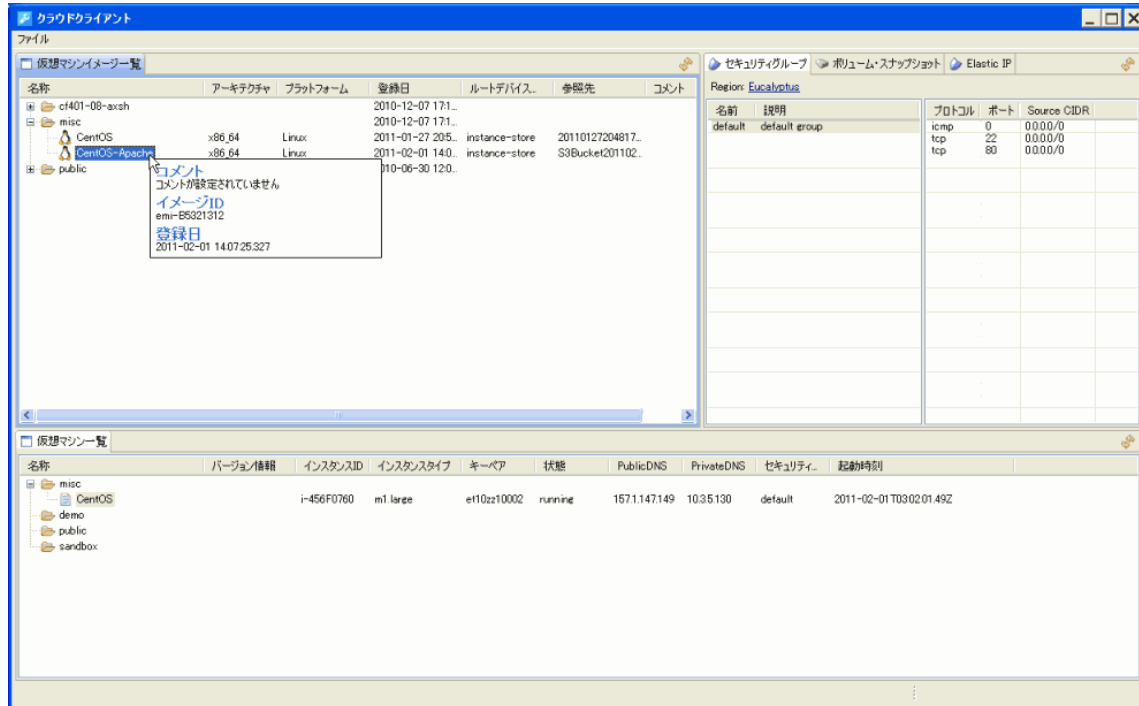 クラウドクライアント
ファイル
仮想マシンイメージ一覧
名称 アーキテクチャ プラットフォーム 登録日 ルートデバイス... 参照先 コメント
cf401-08-axsh 2010-12-07 17:1...
misc 2010-12-07 17:1...
CentOS x86_64 Linux 2011-01-27 20:5... instance-store 20110127204817...
CentOS-Apache x86_64 Linux 2011-02-01 14:0... instance-store S3Bucket201102...
public 2010-06-30 12:0...
コメント
コメントが設定されていません
イメージID
emi-B5321312
登録日
2011-02-01 14:07:25.327
セキュリティグループ ボリューム・スナップショット Elastic IP
Region: Eucalyptus
名前 説明
default default group
プロトコル ポート Source CIDR
icmp 0 0.0.0.0/0
tcp 22 0.0.0.0/0
tcp 80 0.0.0.0/0
仮想マシン一覧
名称 バージョン情報 インスタンスID インスタンスタイプ キーペア 状態 PublicDNS PrivateDNS セキュリティ... 起動時刻
misc
CentOS i-456F0760 m1.large et10zz10002 running 157.1.147.149 10.3.5.130 default 2011-02-01T03:02:01.49Z
demo
public
sandbox